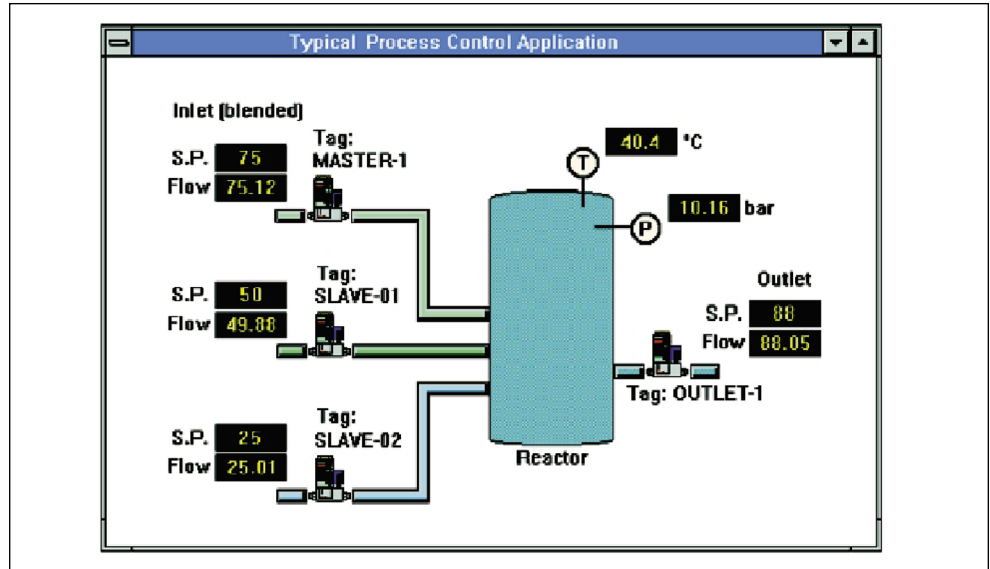 Typical Process Control Application
Inlet (blended)
Tag:
MASTER-1
S.P. 75
Flow 75.12
Tag:
SLAVE-01
S.P. 50
Flow 49.88
Tag:
SLAVE-02
S.P. 25
Flow 25.01
40.4 °C
T
10.16 bar
P
Reactor
Outlet
S.P. 88
Flow 88.05
Tag: OUTLET-1